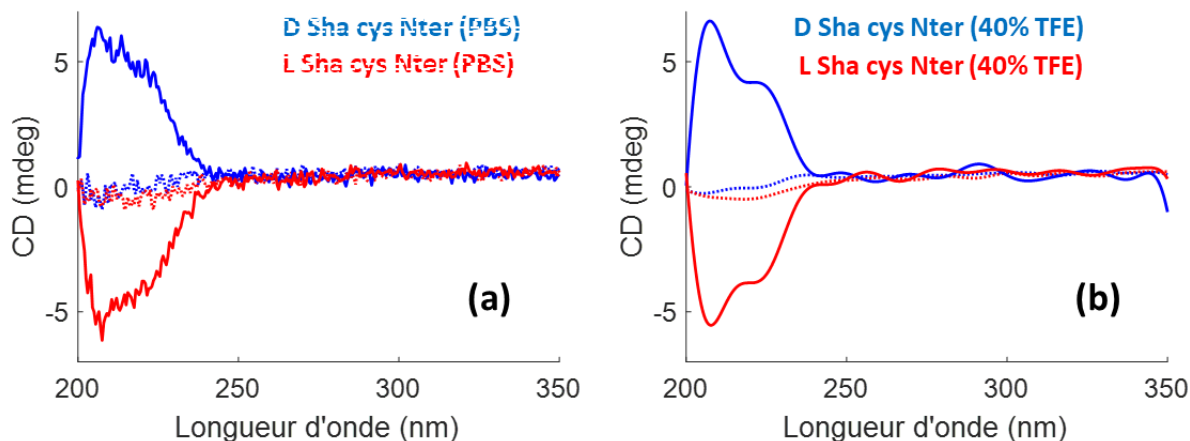 D Sha cys Nter (PBS)
L Sha cys Nter (PBS)
D Sha cys Nter (40% TFE)
L Sha cys Nter (40% TFE)
CD (mdeg)
5
0
-5
(a)
200
250
300
350
Longueur d'onde (nm)
CD (mdeg)
5
0
-5
(b)
200
250
300
350
Longueur d'onde (nm)